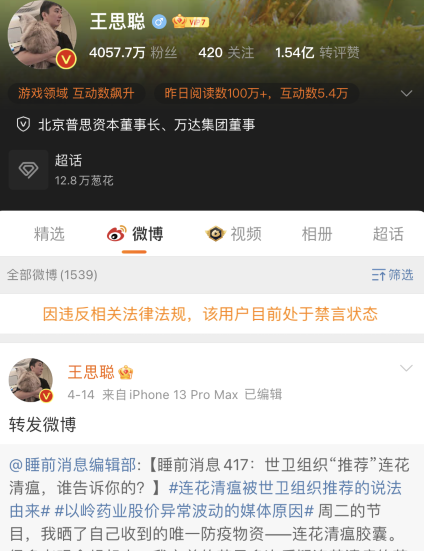 王思聪 VIP 7
4057.7万 粉丝 420 关注 1.54亿 转评赞
游戏领域 互动数飙升 昨日阅读数100万+，互动数5.4万
北京普思资本董事长、万达集团董事
超话
12.8万葱花
精选 微博 视频 相册 超话
全部微博(1539) 筛选
因违反相关法律法规，该用户目前处于禁言状态
王思聪
4-14 来自iPhone 13 Pro Max 已编辑
转发微博
@睡前消息编辑部:【睡前消息417：世卫组织“推荐”连花
清瘟，谁告诉你的？】#连花清瘟被世卫组织推荐的说法
由来# #以岭药业股价异常波动的媒体原因# 周二的节
目，我晒了自己收到的唯一防疫物资——连花清瘟胶囊。